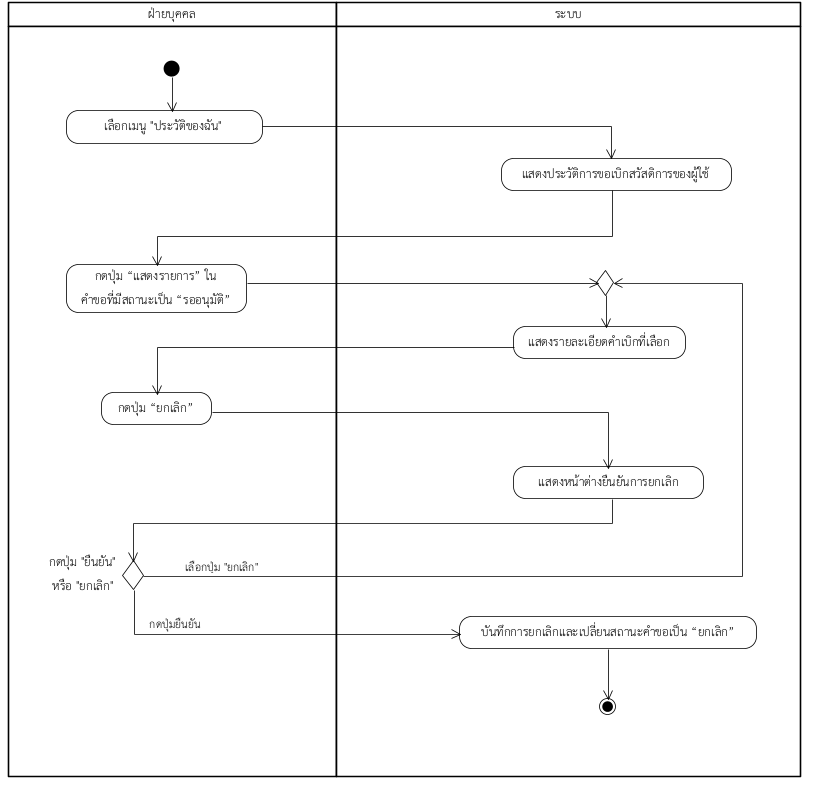 ฝ่ายบุคคล
ระบบ
เลือกเมนู "ประวัติของฉัน"
แสดงประวัติการขอเบิกสวัสดิการของผู้ใช้
กดปุ่ม “แสดงรายการ” ใน
คำขอที่มีสถานะเป็น “รออนุมัติ”
แสดงรายละเอียดคำเบิกที่เลือก
กดปุ่ม “ยกเลิก”
แสดงหน้าต่างยืนยันการยกเลิก
กดปุ่ม "ยืนยัน"
หรือ "ยกเลิก"
เลือกปุ่ม "ยกเลิก"
กดปุ่มยืนยัน
บันทึกการยกเลิกและเปลี่ยนสถานะคำขอเป็น “ยกเลิก”